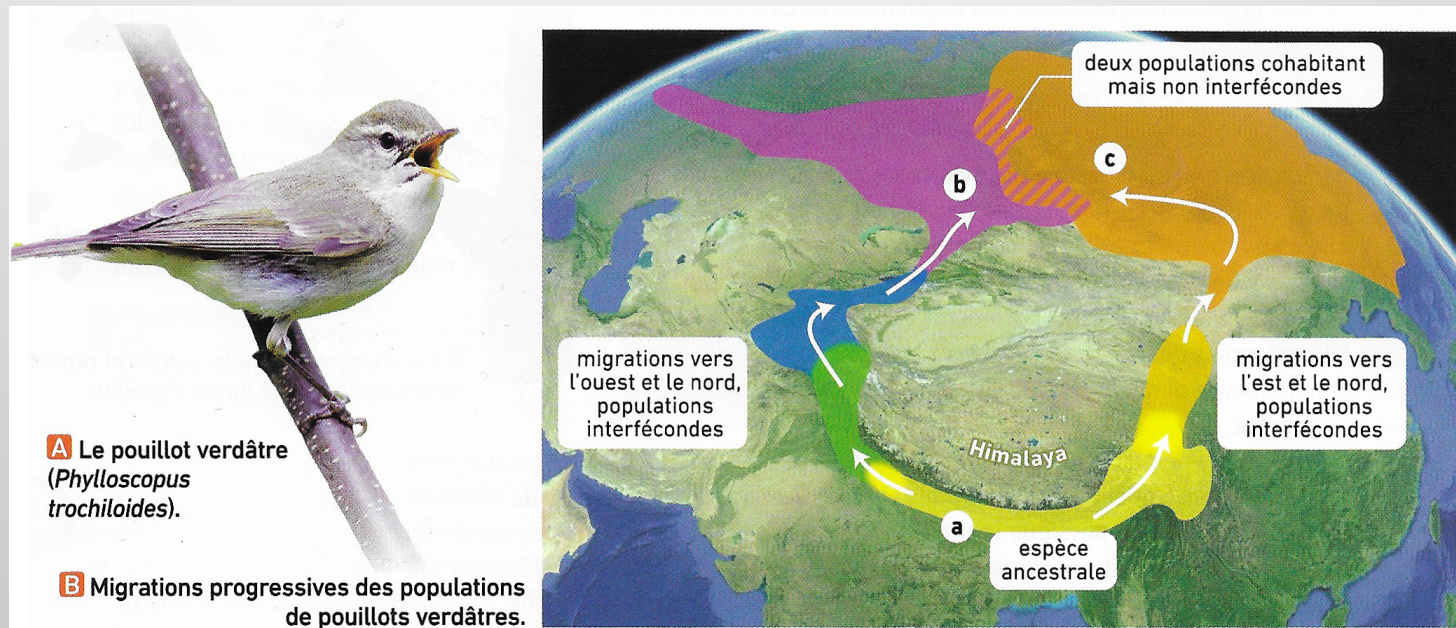 A Le pouillot verdâtre
(Phylloscopus
trochiloides).
B Migrations progressives des populations
de pouillots verdâtres.
deux populations cohabitant
mais non interfécondes
b
c
migrations vers
l'ouest et le nord,
populations
interfécondes
migrations vers
l'est et le nord,
populations
interfécondes
Himalaya
a
espèce
ancestrale